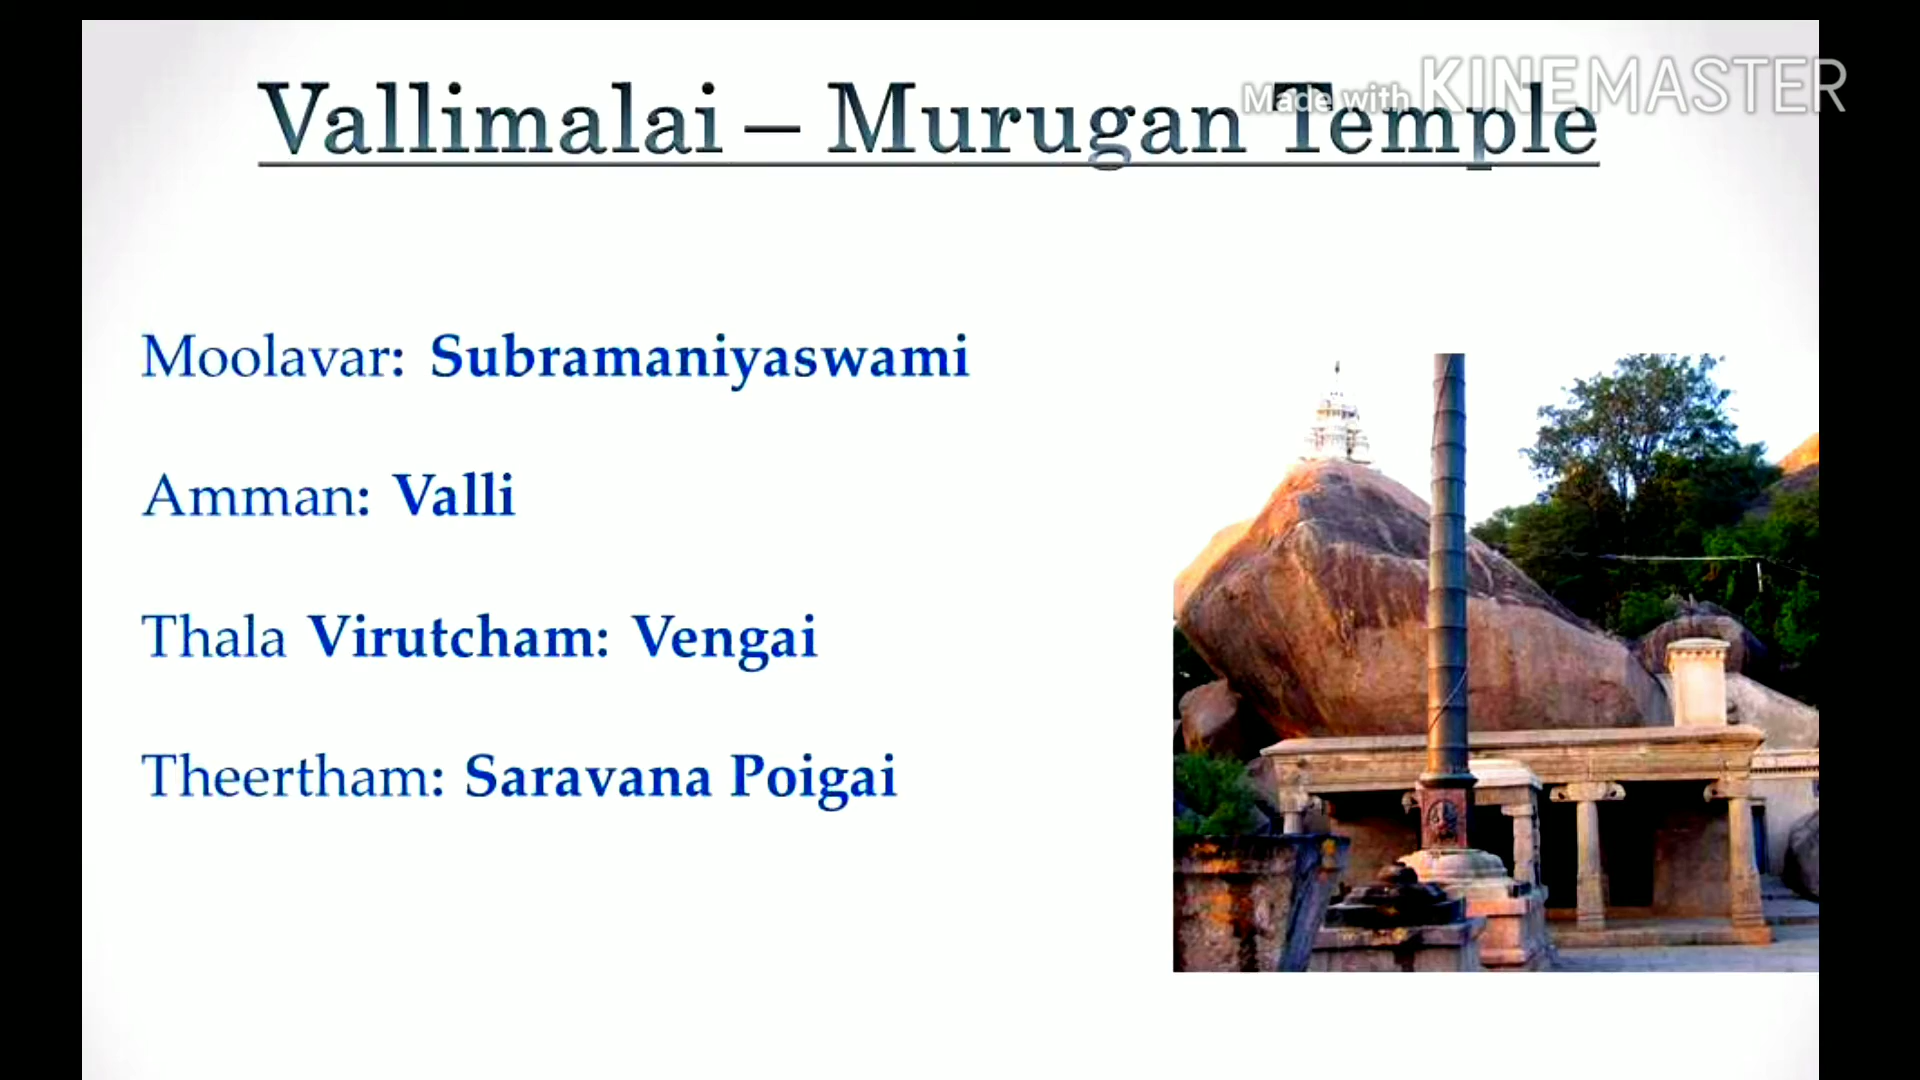 Made with KINEMASTER
Vallimalai – Murugan Temple
Moolavar: Subramaniyaswami
Amman: Valli
Thala Virutcham: Vengai
Theertham: Saravana Poigai